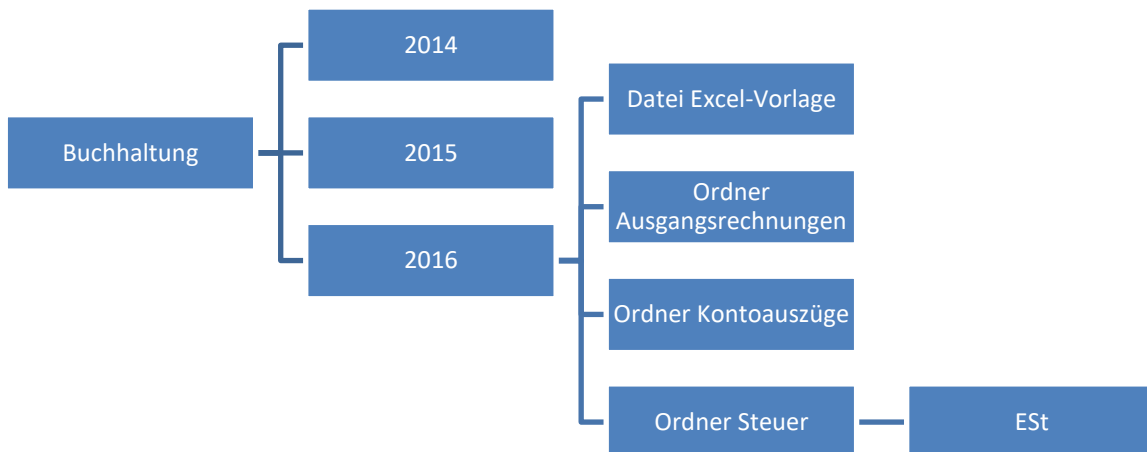 2014
Datei Excel-Vorlage
Buchhaltung
2015
Ordner
Ausgangsrechnungen
2016
Ordner Kontoauszüge
Ordner Steuer
ESt